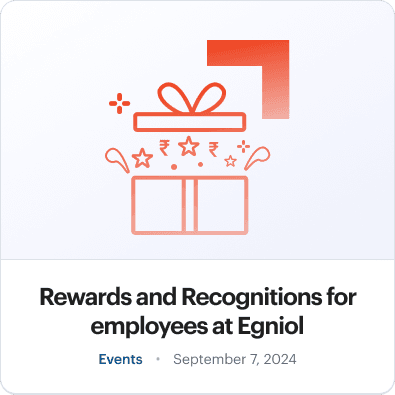 ₹ ₹
Rewards and Recognitions for
employees at Egniol
Events • September 7, 2024